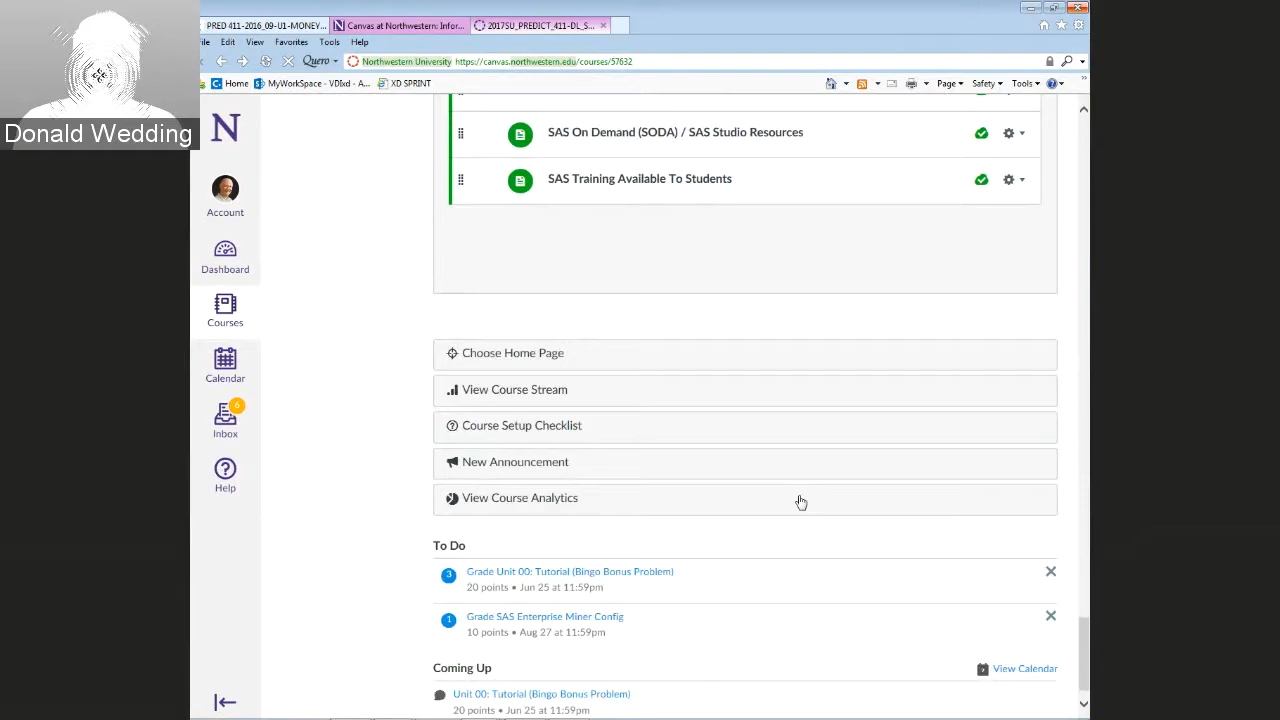 PRED 411-2016_09-U1-MONEY...
Canvas at Northwestern: Infor...
2017SU_PREDICT_411-DL_S...
File Edit View Favorites Tools Help
Quero
Northwestern University https://canvas.northwestern.edu/courses/57632
Home MyWorkSpace - VDIxd - A... XD SPRINT Page Safety Tools
Donald Wedding
N
SAS On Demand (SODA) / SAS Studio Resources
SAS Training Available To Students
Account
Dashboard
Courses
Calendar
6
Inbox
Help
Choose Home Page
View Course Stream
Course Setup Checklist
New Announcement
View Course Analytics
To Do
3 Grade Unit 00: Tutorial (Bingo Bonus Problem)
20 points • Jun 25 at 11:59pm
1 Grade SAS Enterprise Miner Config
10 points • Aug 27 at 11:59pm
Coming Up
View Calendar
Unit 00: Tutorial (Bingo Bonus Problem)
20 points • Jun 25 at 11:59pm